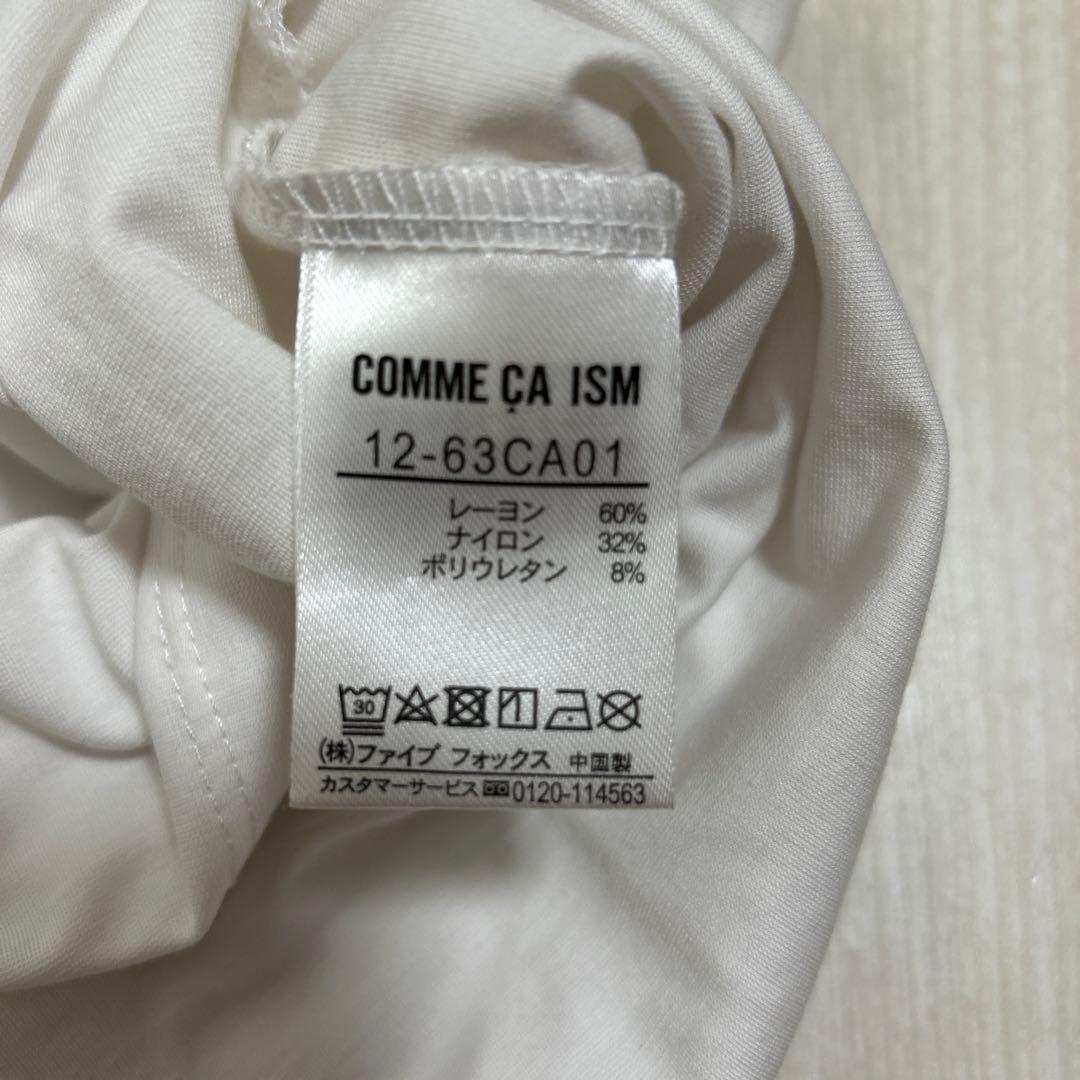 COMME ÇA ISM
12-63CA01
レーヨン 60%
ナイロン 32%
ポリウレタン 8%
30
(株)ファイブ フォックス 中国製
カスタマーサービス 0120-114563